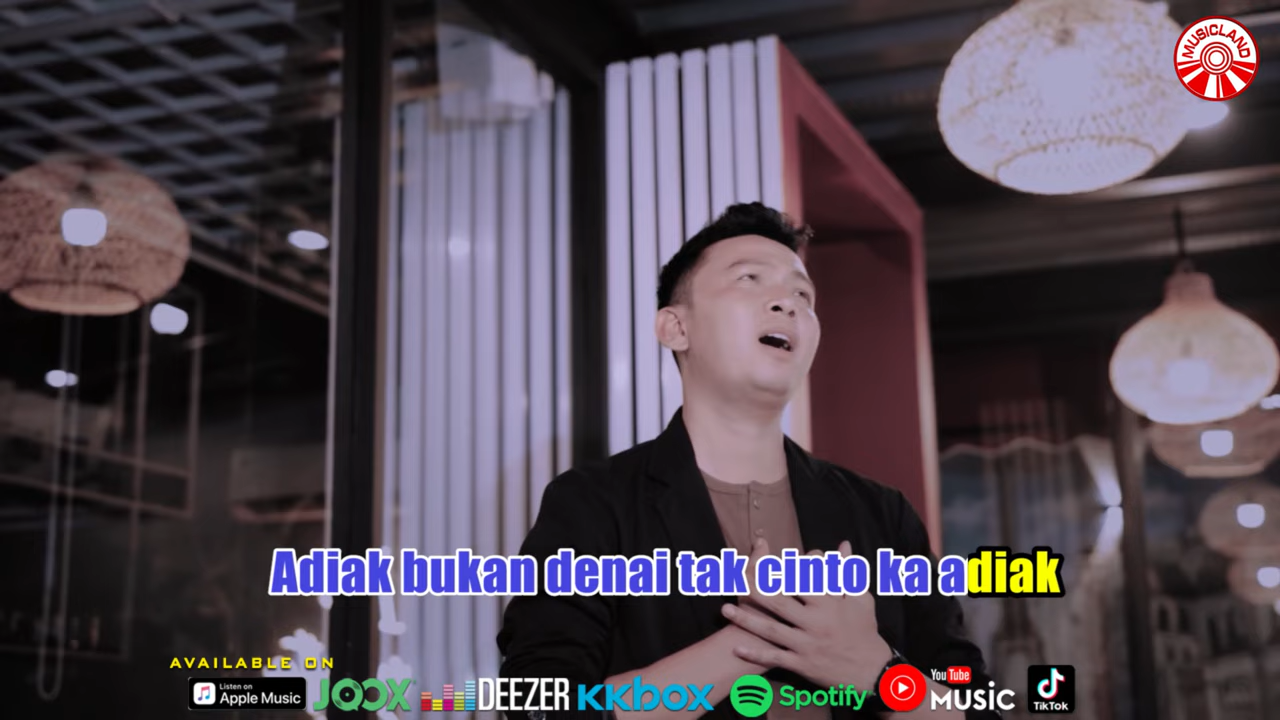 MUSICLAND
Adiak bukan denai tak cinto ka adiak
AVAILABLE ON
Listen on Apple Music JOOX DEEZER KKBOX Spotify YouTube MUSIC TikTok